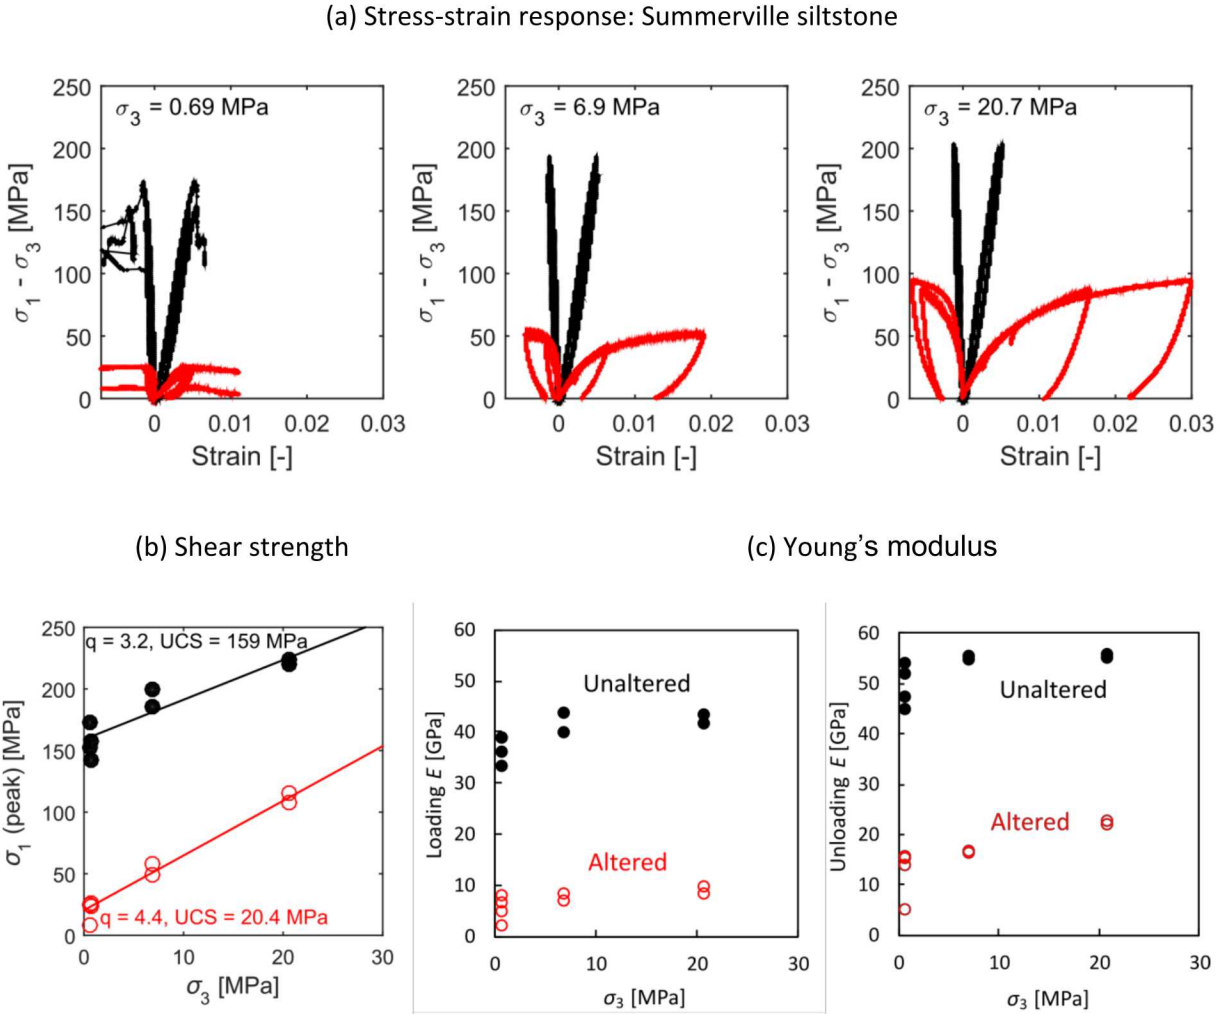 (a) Stress-strain response: Summerville siltstone
σ3 = 0.69 MPa
σ3 = 6.9 MPa
σ3 = 20.7 MPa
250
200
150
100
50
0
σ1 - σ3 [MPa]
0 0.01 0.02 0.03
Strain [-]
250
200
150
100
50
0
σ1 - σ3 [MPa]
0 0.01 0.02 0.03
Strain [-]
250
200
150
100
50
0
σ1 - σ3 [MPa]
0 0.01 0.02 0.03
Strain [-]
(b) Shear strength
(c) Young's modulus
q = 3.2, UCS = 159 MPa
q = 4.4, UCS = 20.4 MPa
250
200
150
100
50
0
σ1 (peak) [MPa]
0 10 20 30
σ3 [MPa]
60
50
40
30
20
10
0
Loading E [GPa]
Unaltered
Altered
0 10 20 30
σ3 [MPa]
60
50
40
30
20
10
0
Unloading E [GPa]
Unaltered
Altered
0 10 20 30
σ3 [MPa]